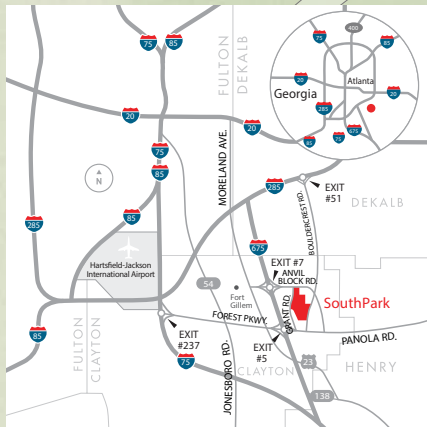 75
85
FULTON
DEKALB
400
75
85
20
Atlanta
20
Georgia
285
675
75
85
20
20
75
85
MORELAND AVE.
N
285
EXIT
#51
DEKALB
BOULDERCREST RD.
85
285
675
Hartsfield-Jackson
International Airport
EXIT #7
ANVIL
BLOCK RD.
54
Fort
Gillem
GRANT RD.
SouthPark
FOREST PKWY.
PANOLA RD.
85
EXIT
#237
EXIT
#5
FULTON
CLAYTON
75
JONESBORO RD.
CLAYTON
23
HENRY
138